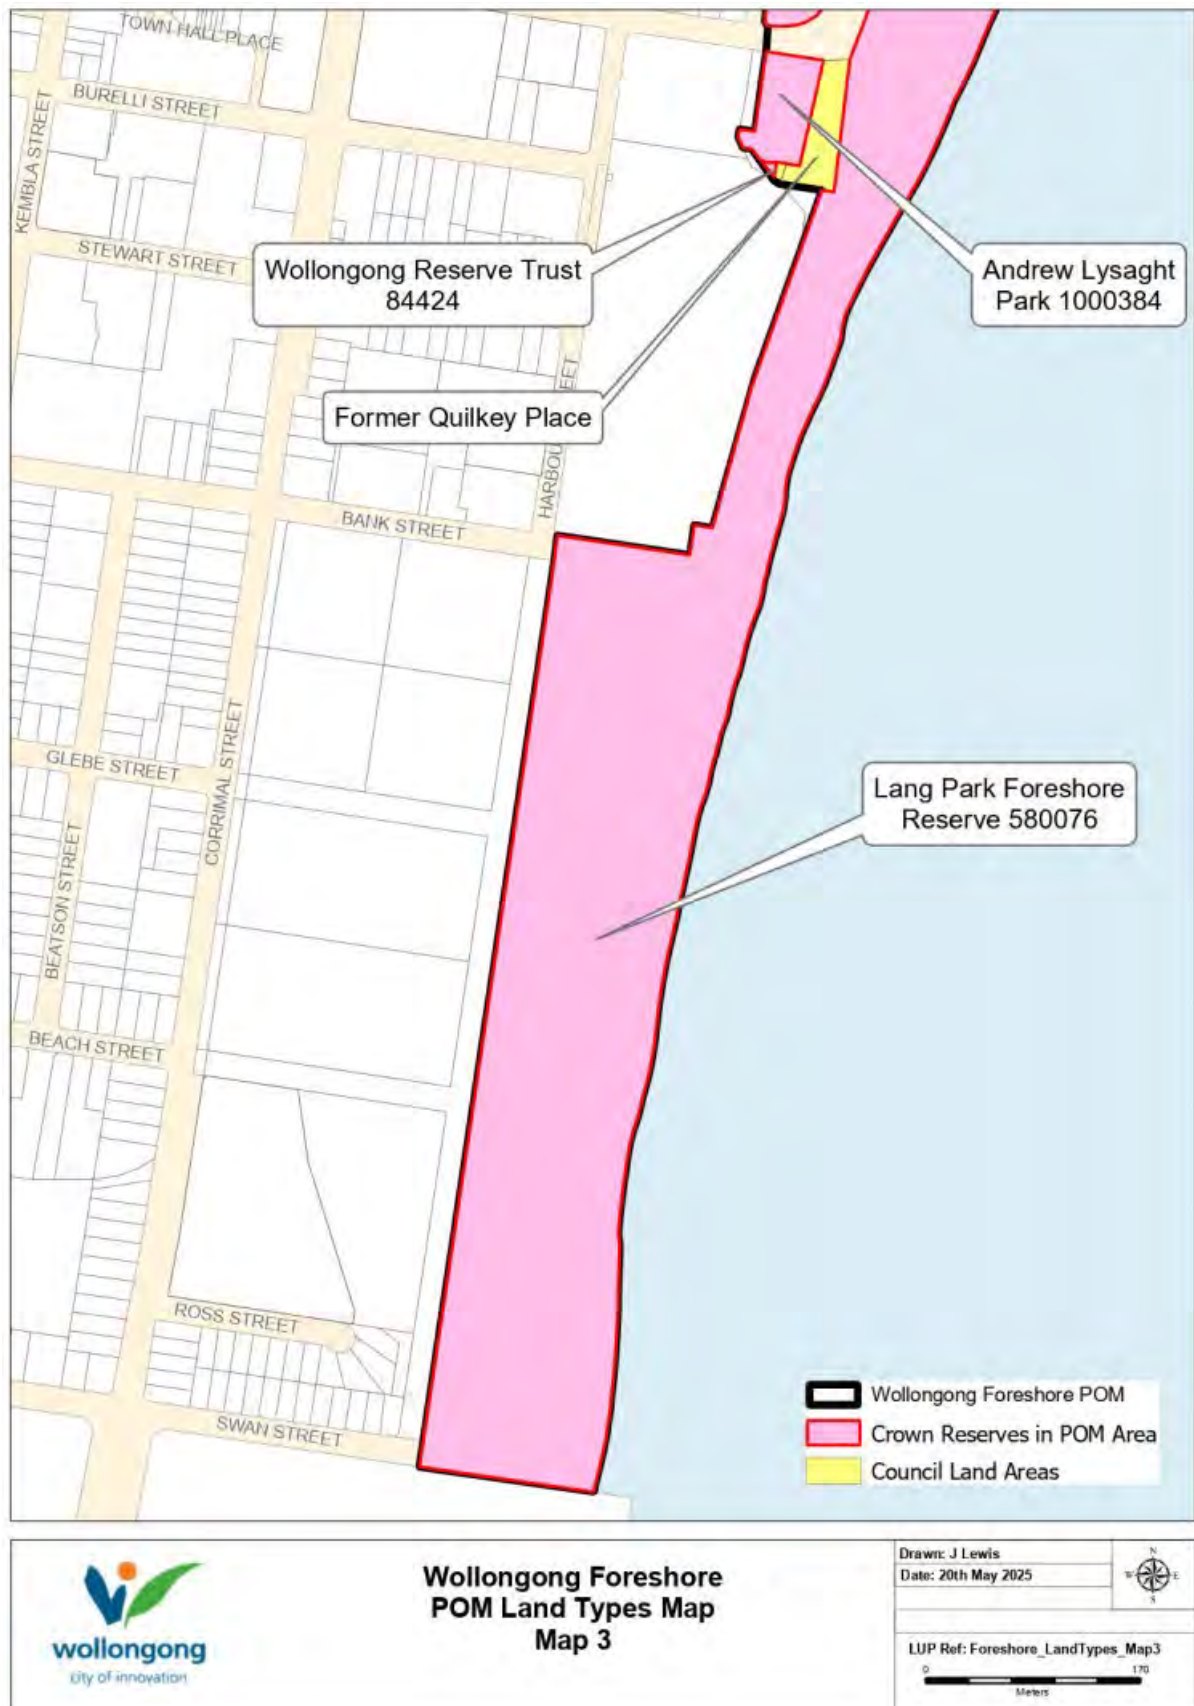 TOWN HALL PLACE
BURELLI STREET
KEMBLA STREET
STEWART STREET
Wollongong Reserve Trust
84424
Andrew Lysaght
Park 1000384
Former Quilkey Place
BANK STREET
GLEBE STREET
CORRIMAL STREET
Lang Park Foreshore
Reserve 580076
BEATSON STREET
BEACH STREET
ROSS STREET
SWAN STREET
Wollongong Foreshore POM
Crown Reserves in POM Area
Council Land Areas
wollongong
city of innovation
Wollongong Foreshore
POM Land Types Map
Map 3
Drawn: J Lewis
Date: 20th May 2025
N
W E
S
LUP Ref: Foreshore_LandTypes_Map3
0 170
Meters